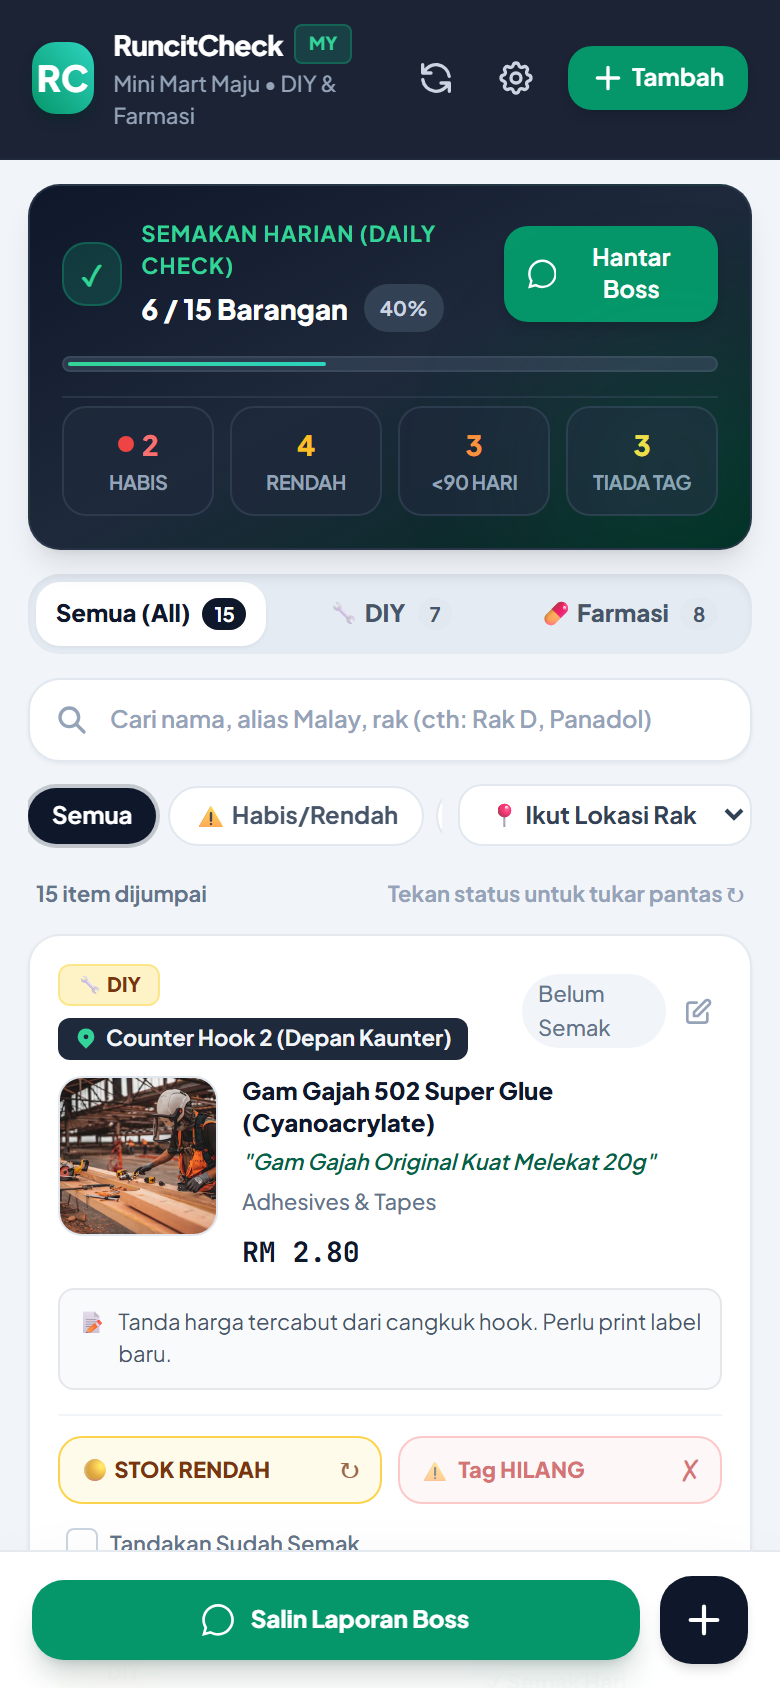 RC
RuncitCheck MY
Mini Mart Maju • DIY &
Farmasi
+ Tambah
SEMAKAN HARIAN (DAILY
CHECK)
6 / 15 Barangan 40%
Hantar
Boss
2
HABIS
4
RENDAH
3
<90 HARI
3
TIADA TAG
Semua (All) 15
DIY 7
Farmasi 8
Cari nama, alias Malay, rak (cth: Rak D, Panadol)
Semua
Habis/Rendah
Ikut Lokasi Rak
15 item dijumpai
Tekan status untuk tukar pantas ↻
DIY
Counter Hook 2 (Depan Kaunter)
Belum
Semak
Gam Gajah 502 Super Glue
(Cyanoacrylate)
"Gam Gajah Original Kuat Melekat 20g"
Adhesives & Tapes
RM 2.80
Tanda harga tercabut dari cangkuk hook. Perlu print label
baru.
STOK RENDAH ↻
Tag HILANG ✗
Tandakan Sudah Semak
Salin Laporan Boss
+